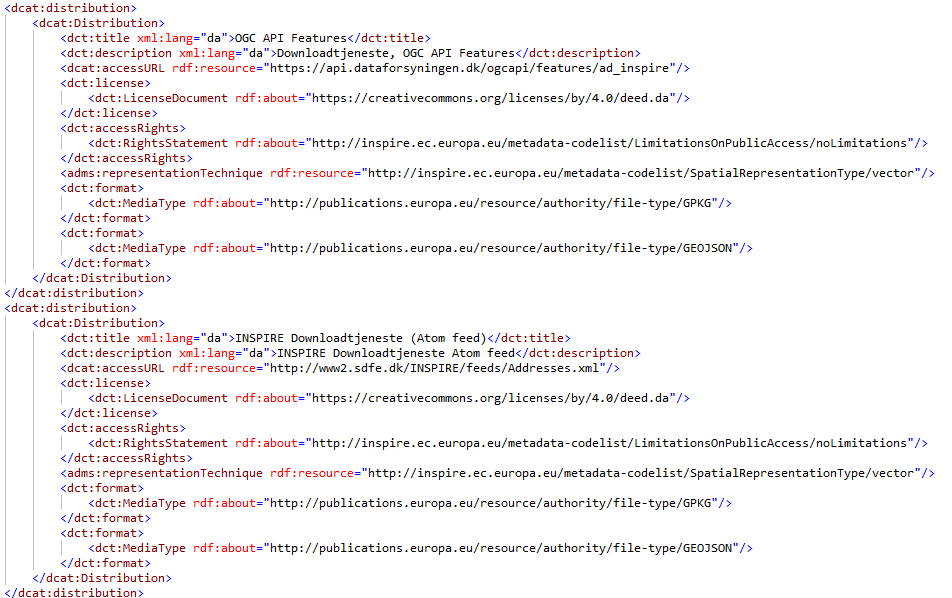 <dcat:distribution>
<dcat:Distribution>
<dct:title xml:lang="da">OGC API Features</dct:title>
<dct:description xml:lang="da">Downloadtjeneste, OGC API Features</dct:description>
<dcat:accessURL rdf:resource="https://api.dataforsyningen.dk/ogcapi/features/ad_inspire"/>
<dct:license>
<dct:LicenseDocument rdf:about="https://creativecommons.org/licenses/by/4.0/deed.da"/>
</dct:license>
<dct:accessRights>
<dct:RightsStatement rdf:about="http://inspire.ec.europa.eu/metadata-codelist/LimitationsOnPublicAccess/noLimitations"/>
</dct:accessRights>
<adms:representationTechnique rdf:resource="http://inspire.ec.europa.eu/metadata-codelist/SpatialRepresentationType/vector"/>
<dct:format>
<dct:MediaType rdf:about="http://publications.europa.eu/resource/authority/file-type/GPKG"/>
</dct:format>
<dct:format>
<dct:MediaType rdf:about="http://publications.europa.eu/resource/authority/file-type/GEOJSON"/>
</dct:format>
</dcat:Distribution>
</dcat:distribution>
<dcat:distribution>
<dcat:Distribution>
<dct:title xml:lang="da">INSPIRE Downloadtjeneste (Atom feed)</dct:title>
<dct:description xml:lang="da">INSPIRE Downloadtjeneste Atom feed</dct:description>
<dcat:accessURL rdf:resource="http://www2.sdfe.dk/INSPIRE/feeds/Addresses.xml"/>
<dct:license>
<dct:LicenseDocument rdf:about="https://creativecommons.org/licenses/by/4.0/deed.da"/>
</dct:license>
<dct:accessRights>
<dct:RightsStatement rdf:about="http://inspire.ec.europa.eu/metadata-codelist/LimitationsOnPublicAccess/noLimitations"/>
</dct:accessRights>
<adms:representationTechnique rdf:resource="http://inspire.ec.europa.eu/metadata-codelist/SpatialRepresentationType/vector"/>
<dct:format>
<dct:MediaType rdf:about="http://publications.europa.eu/resource/authority/file-type/GPKG"/>
</dct:format>
<dct:format>
<dct:MediaType rdf:about="http://publications.europa.eu/resource/authority/file-type/GEOJSON"/>
</dct:format>
</dcat:Distribution>
</dcat:distribution>